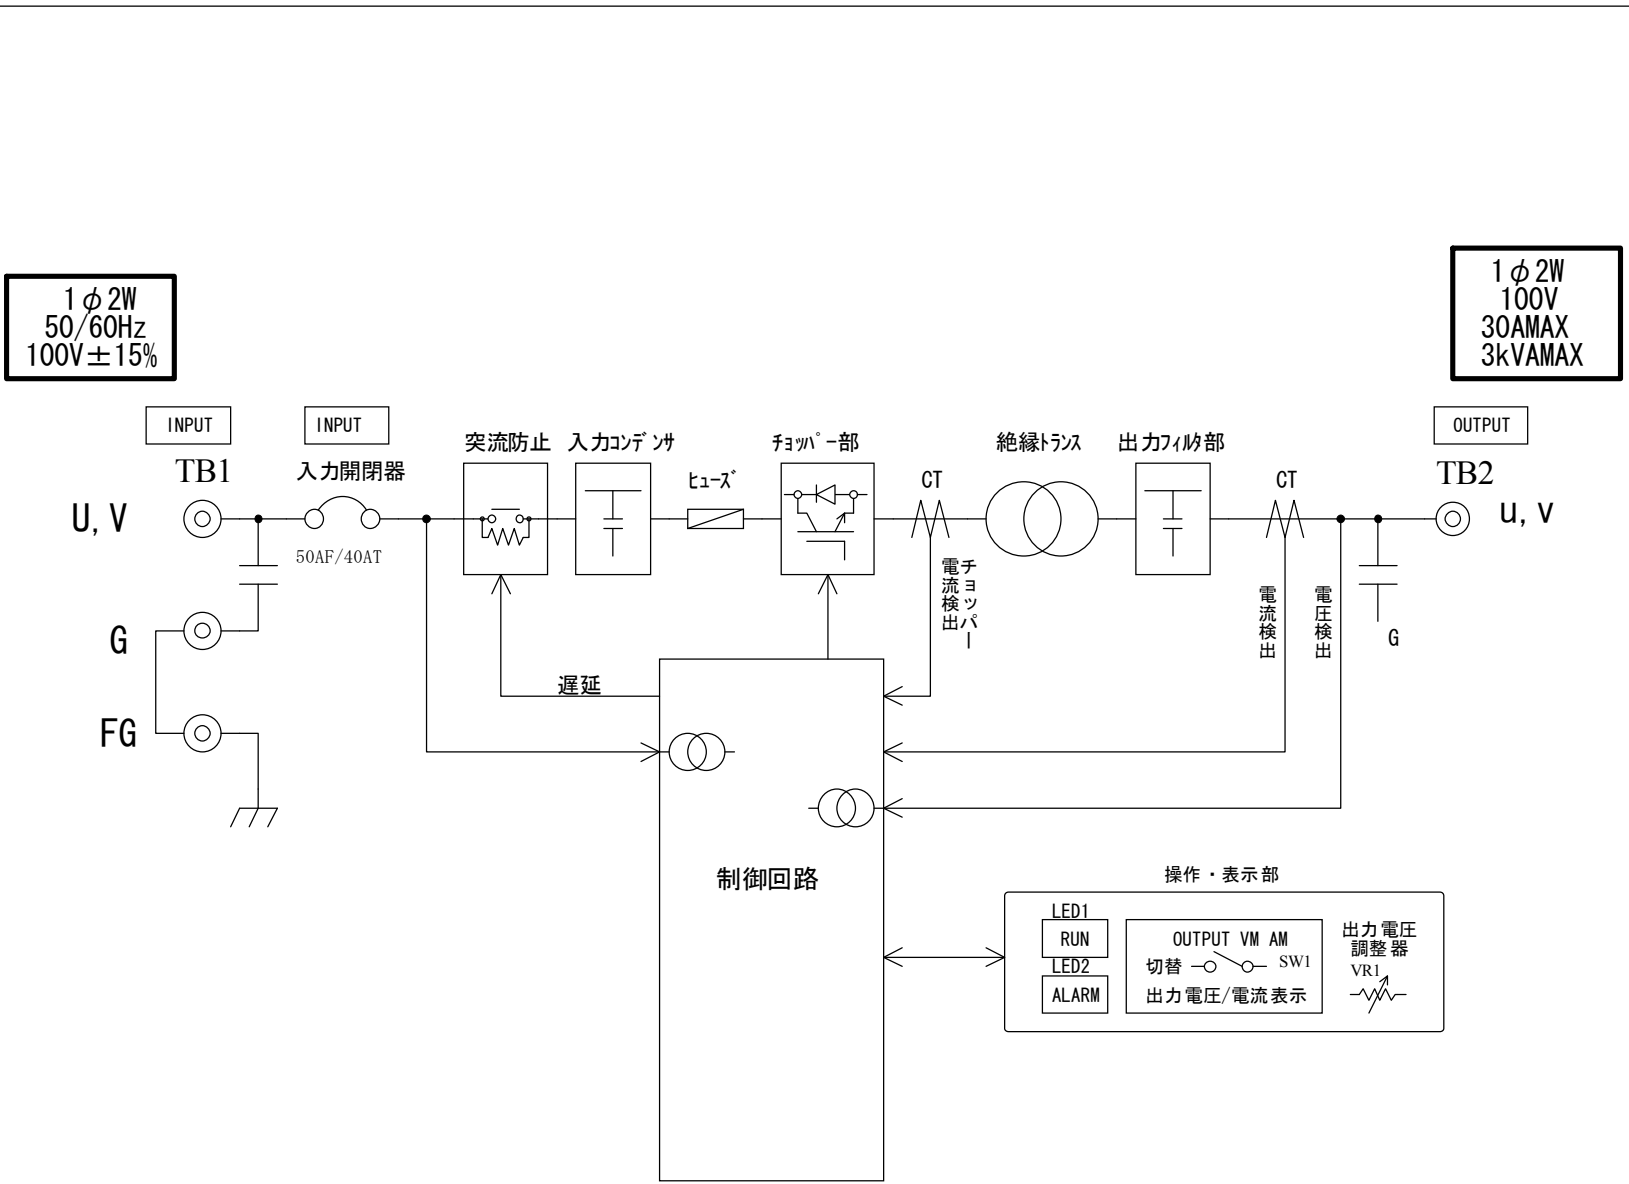 1φ2W
50/60Hz
100V±15%
1φ2W
100V
30AMAX
3kVAMAX
INPUT
INPUT
OUTPUT
突流防止
入力ｺﾝﾃﾞﾝｻ
ﾋｭｰｽﾞ
ﾁｮｯﾊﾟｰ部
CT
絶縁ﾄﾗﾝｽ
出力ﾌｨﾙﾀ部
CT
TB1
入力開閉器
TB2
U,V
50AF/40AT
u,v
チョッパー
電流検出
電流検出
電圧検出
G
G
遅延
FG
制御回路
操作・表示部
LED1
RUN
LED2
ALARM
OUTPUT VM AM
切替
SW1
出力電圧/電流表示
出力電圧
調整器
VR1